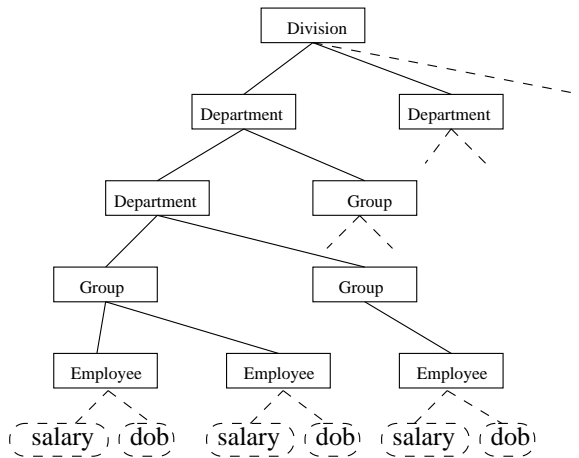 Division
Department Department
Department Group
Group Group
Employee Employee Employee
salary dob salary dob salary dob